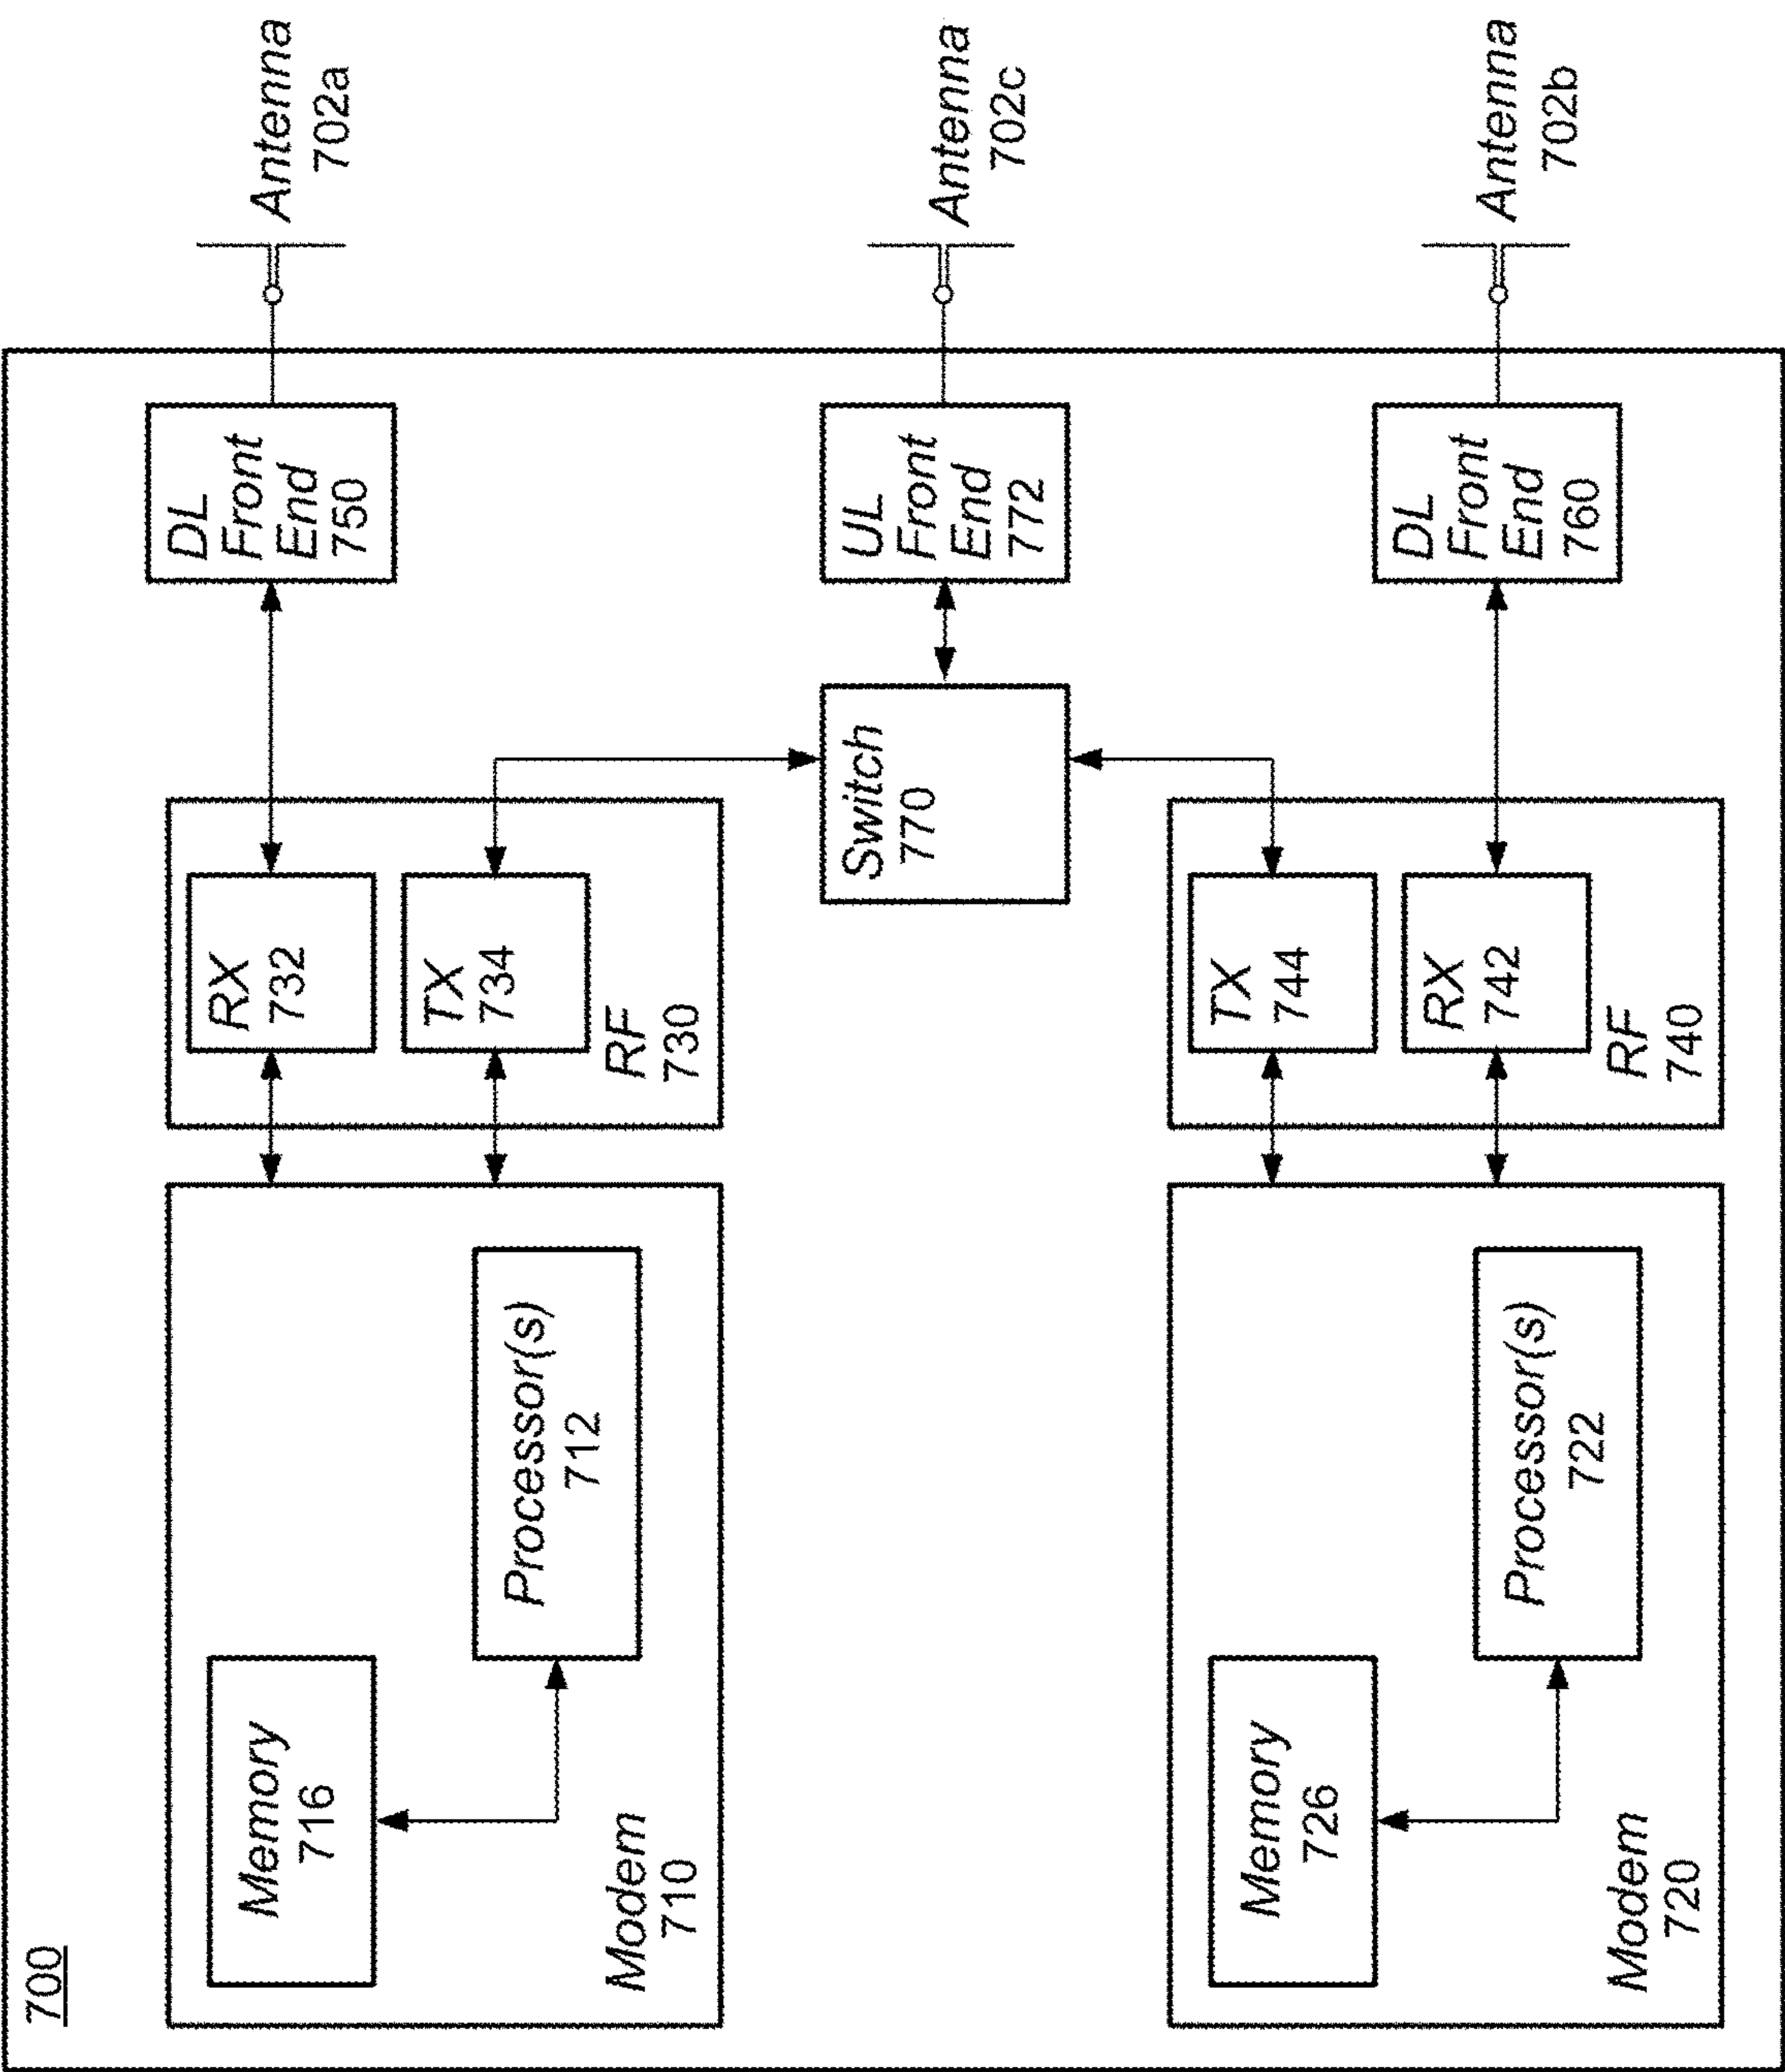 700
Memory
716
Processor(s)
712
Modem
710
RX
732
TX
734
RF
730
DL
Front
End
750
Antenna
702a
Switch
770
UL
Front
End
772
Antenna
702c
Memory
726
Processor(s)
722
Modem
720
TX
744
RX
742
RF
740
DL
Front
End
760
Antenna
702b